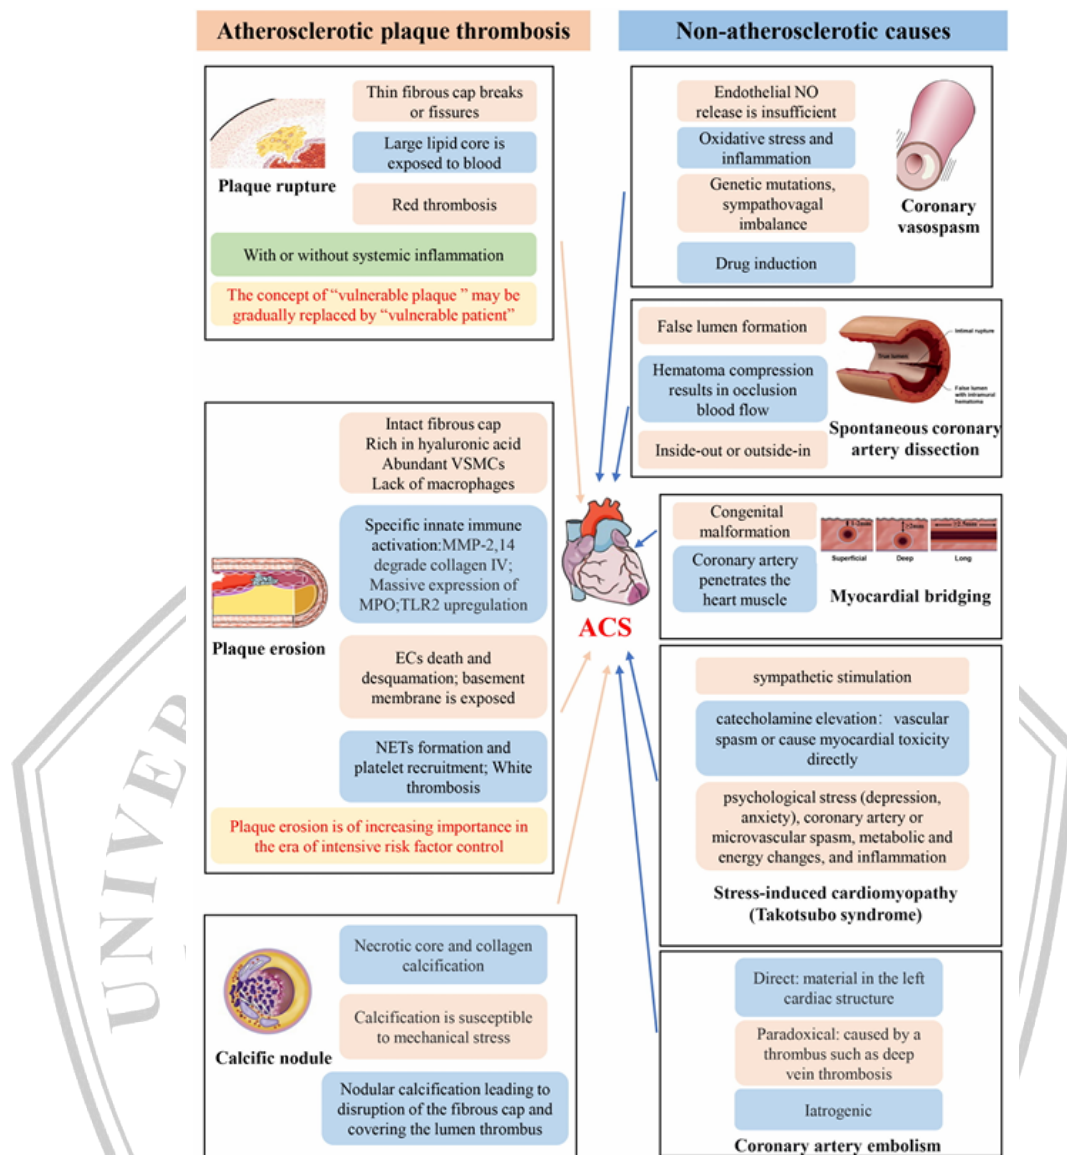 Atherosclerotic plaque thrombosis
Non-atherosclerotic causes
Thin fibrous cap breaks
or fissures
Large lipid core is
exposed to blood
Plaque rupture
Red thrombosis
With or without systemic inflammation
The concept of “vulnerable plaque ” may be
gradually replaced by “vulnerable patient”
Intact fibrous cap
Rich in hyaluronic acid
Abundant VSMCs
Lack of macrophages
Specific innate immune
activation:MMP-2,14
degrade collagen IV;
Massive expression of
MPO;TLR2 upregulation
Plaque erosion
ECs death and
desquamation; basement
membrane is exposed
NETs formation and
platelet recruitment; White
thrombosis
Plaque erosion is of increasing importance in
the era of intensive risk factor control
Necrotic core and collagen
calcification
Calcification is susceptible
to mechanical stress
Calcific nodule
Nodular calcification leading to
disruption of the fibrous cap and
covering the lumen thrombus
ACS
Endothelial NO
release is insufficient
Oxidative stress and
inflammation
Genetic mutations,
sympathovagal
imbalance
Drug induction
Coronary
vasospasm
False lumen formation
Hematoma compression
results in occlusion
blood flow
Inside-out or outside-in
True lumen
Intimal rupture
False lumen
with intramural
hematoma
Spontaneous coronary
artery dissection
Congenital
malformation
Coronary artery
penetrates the
heart muscle
Superficial
Deep
Long
Myocardial bridging
sympathetic stimulation
catecholamine elevation: vascular
spasm or cause myocardial toxicity
directly
psychological stress (depression,
anxiety), coronary artery or
microvascular spasm, metabolic and
energy changes, and inflammation
Stress-induced cardiomyopathy
(Takotsubo syndrome)
Direct: material in the left
cardiac structure
Paradoxical: caused by a
thrombus such as deep
vein thrombosis
Iatrogenic
Coronary artery embolism